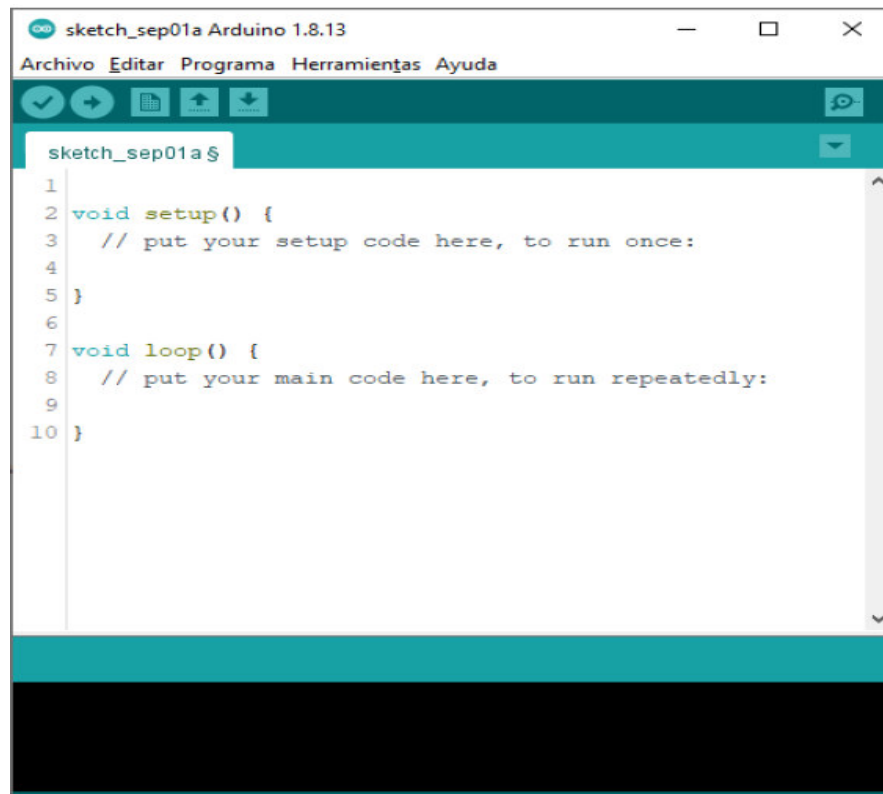 sketch_sep01a Arduino 1.8.13
Archivo Editar Programa Herramientas Ayuda
sketch_sep01a §
1
2 void setup() {
3   // put your setup code here, to run once:
4
5 }
6
7 void loop() {
8   // put your main code here, to run repeatedly:
9
10 }